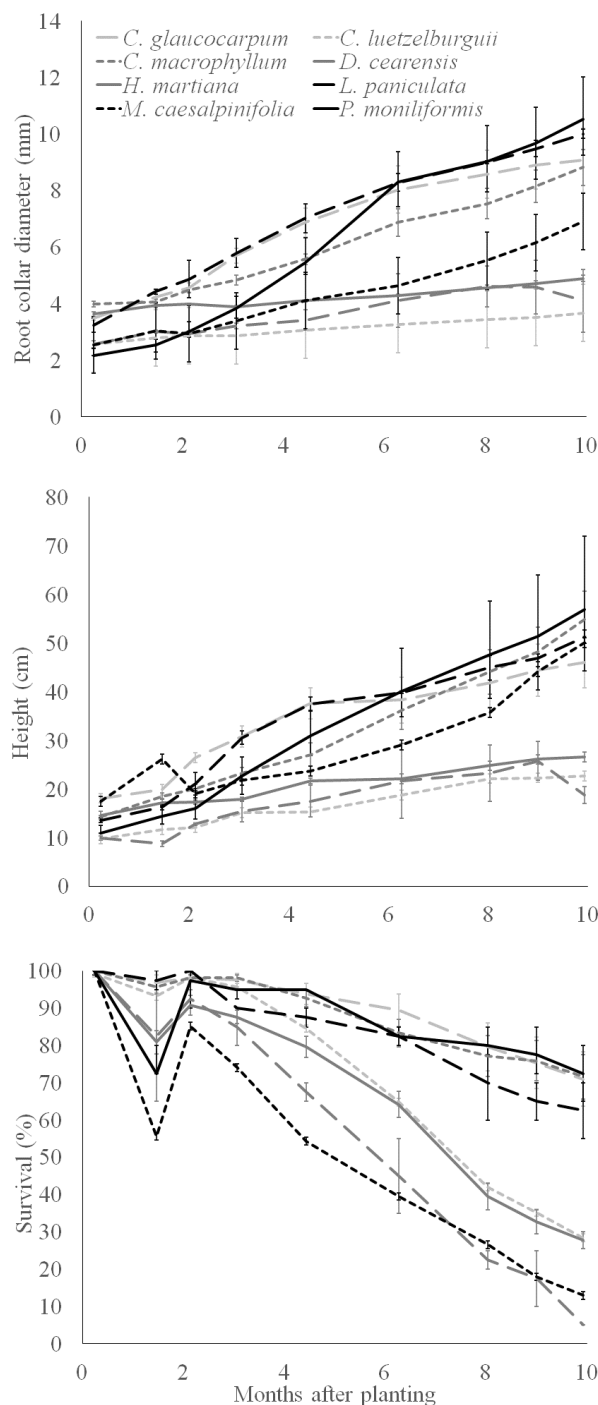 14
12
10
8
6
4
2
0
Root collar diameter (mm)
C. glaucocarpum
C. luetzelburguii
C. macrophyllum
D. cearensis
H. martiana
L. paniculata
M. caesalpinifolia
P. moniliformis
0 2 4 6 8 10
80
70
60
50
40
30
20
10
0
Height (cm)
0 2 4 6 8 10
100
90
80
70
60
50
40
30
20
10
0
Survival (%)
0 2 4 6 8 10
Months after planting